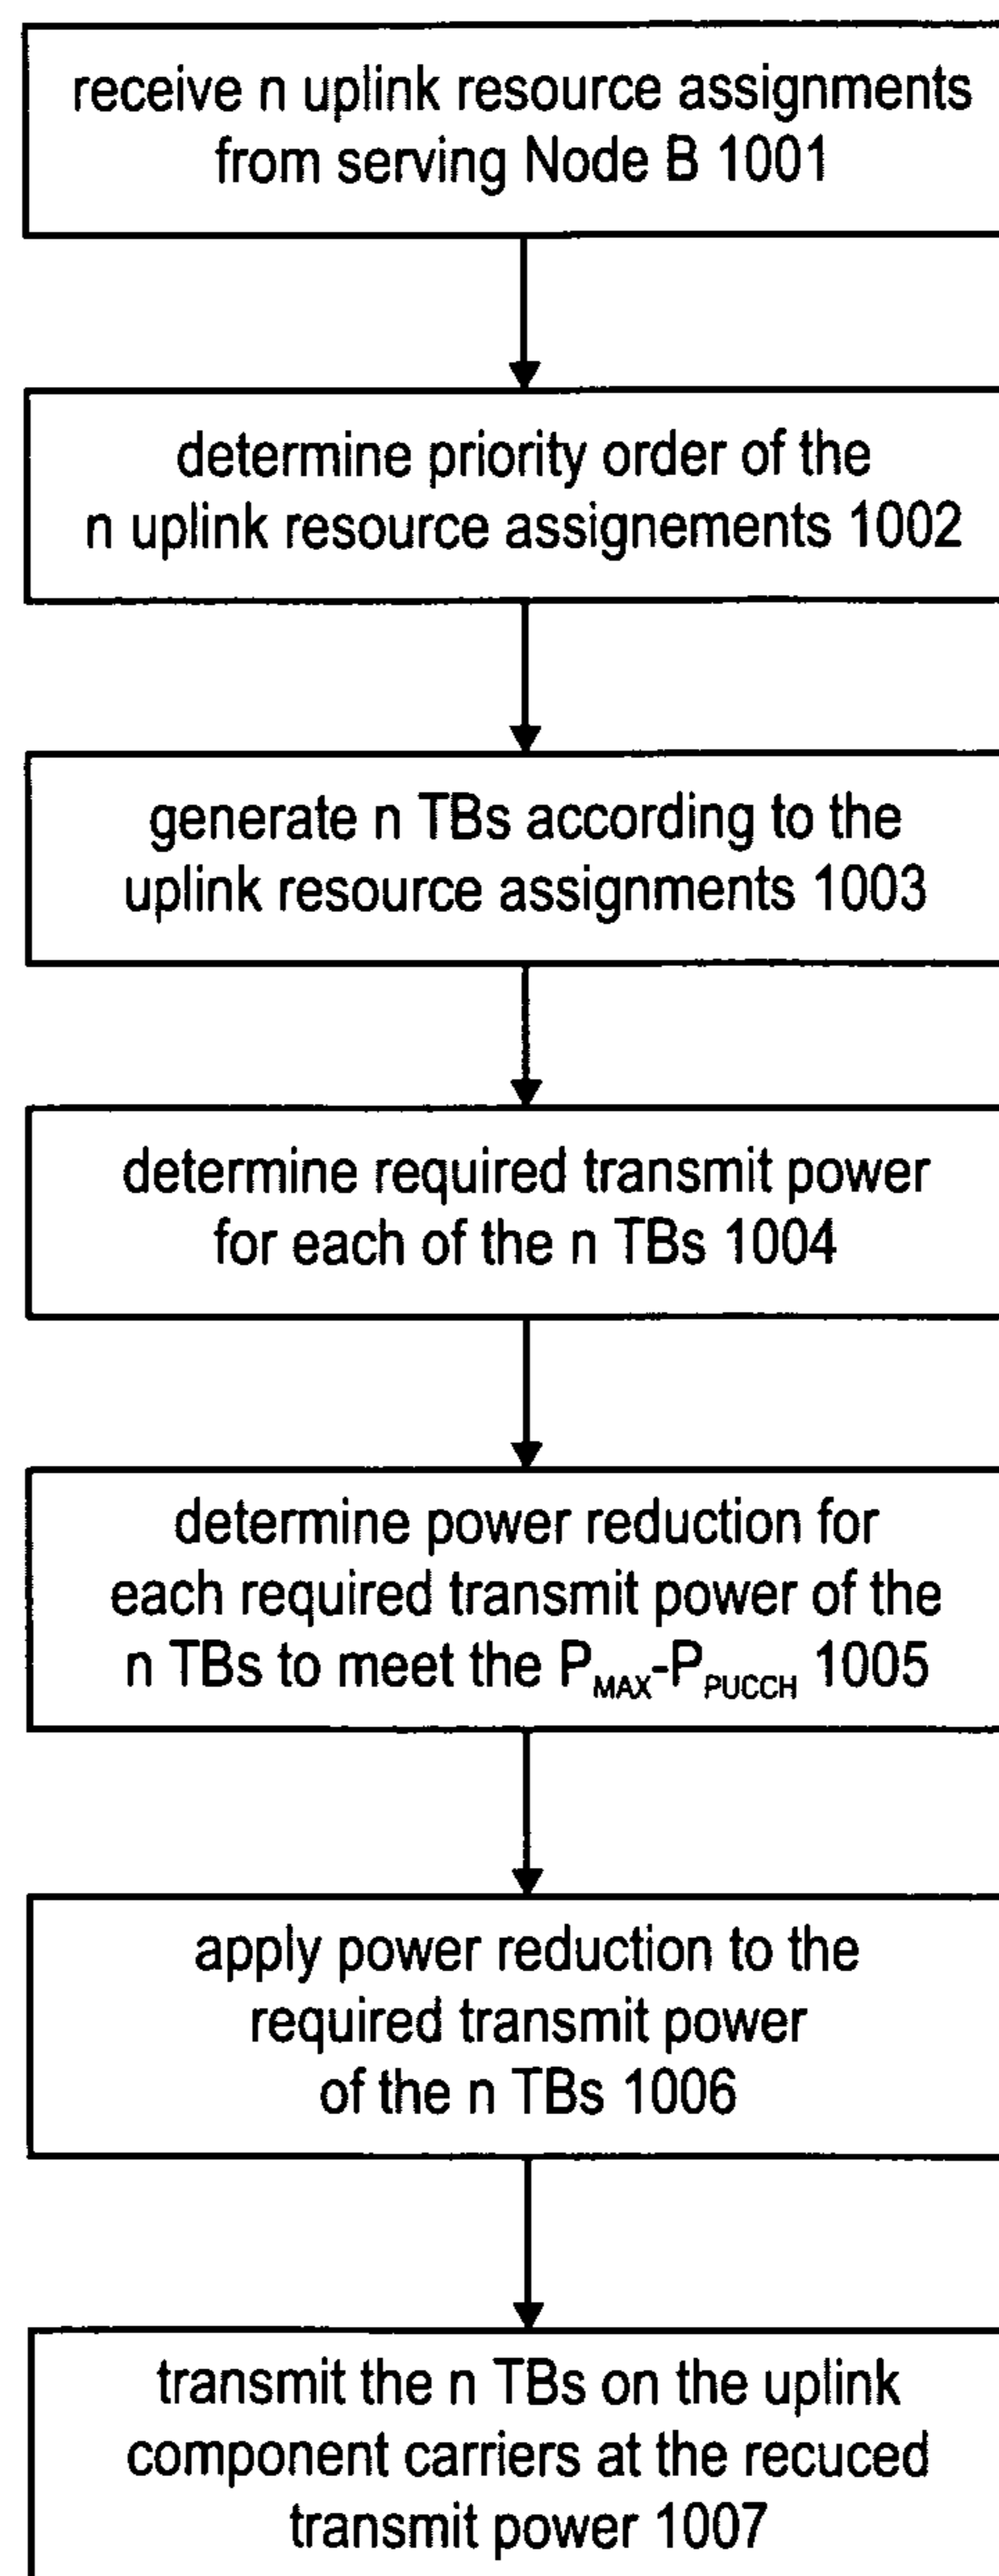 receive n uplink resource assignments
from serving Node B 1001
determine priority order of the
n uplink resource assignements 1002
generate n TBs according to the
uplink resource assignments 1003
determine required transmit power
for each of the n TBs 1004
determine power reduction for
each required transmit power of the
n TBs to meet the PMAX-PPUCCH 1005
apply power reduction to the
required transmit power
of the n TBs 1006
transmit the n TBs on the uplink
component carriers at the recuced
transmit power 1007